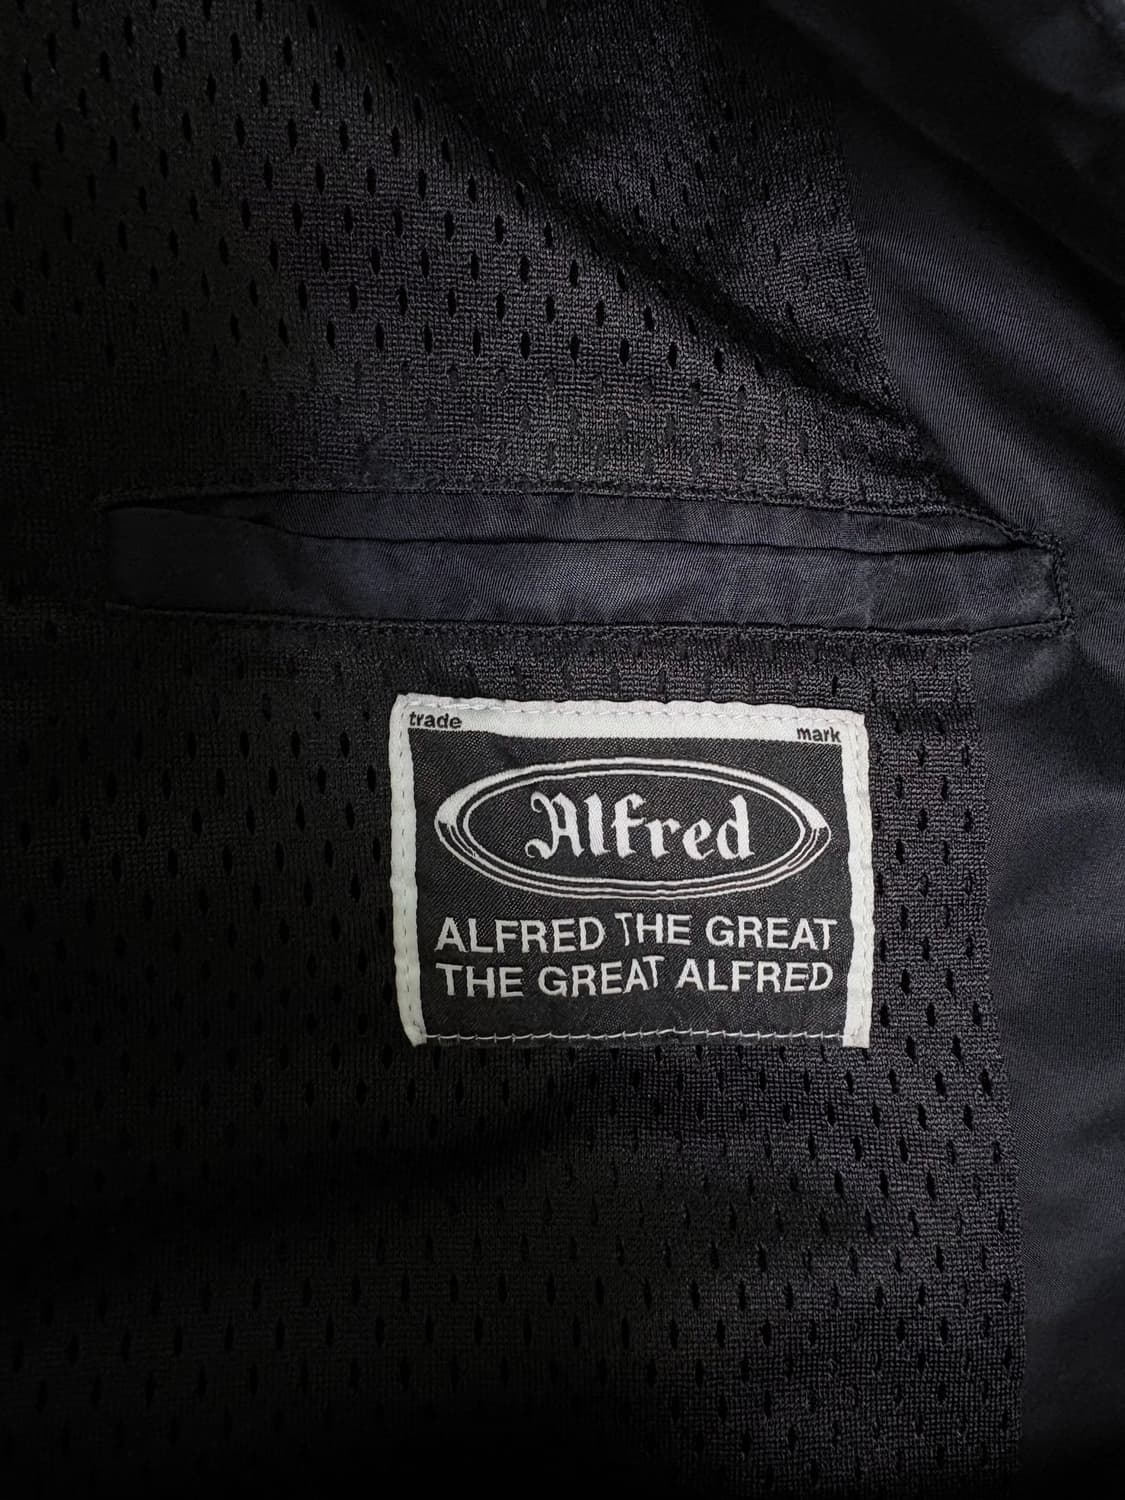 trade mark
Alfred
ALFRED THE GREAT
THE GREAT ALFRED